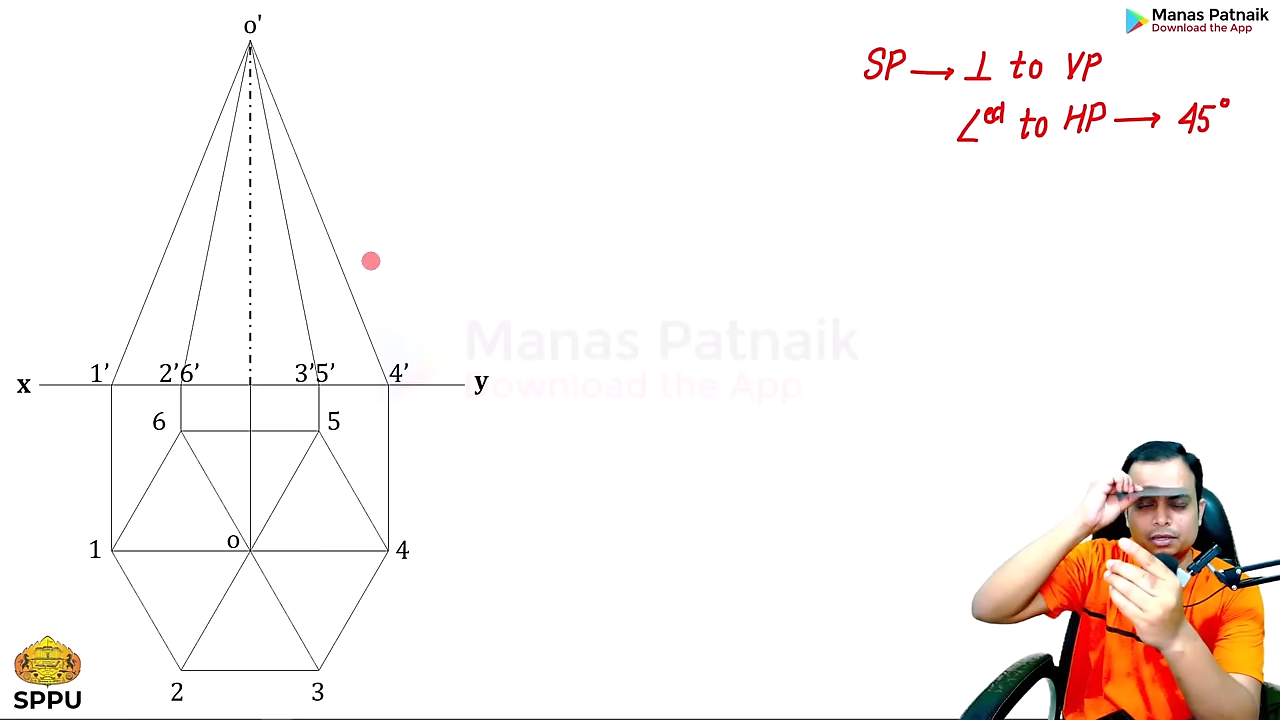 o'
Manas Patnaik
Download the App
SP → ⊥ to VP
∠ed to HP → 45°
Manas Patnaik
Download the App
x 1' 2'6' 3'5' 4' y
6 5
1 o 4
2 3
SPPU